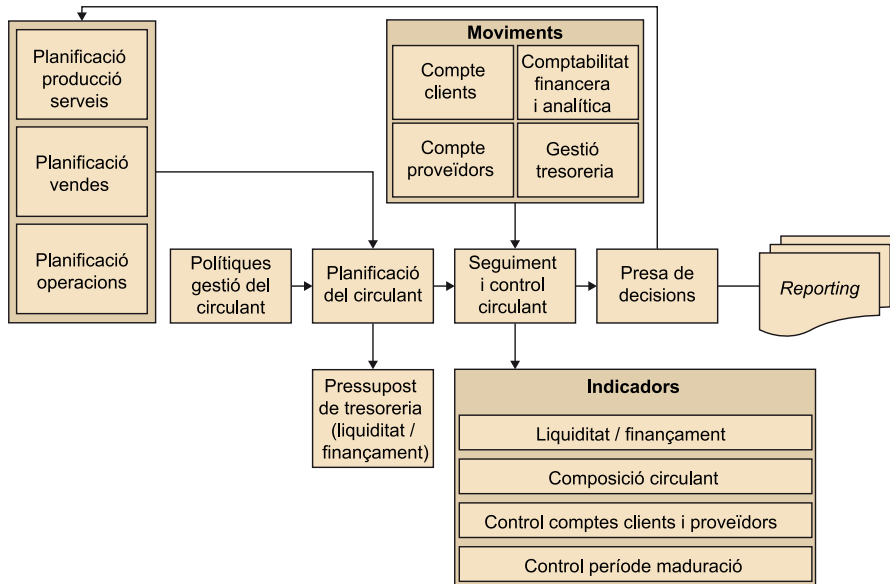 Planificació
producció
serveis
Planificació
vendes
Planificació
operacions
Moviments
Compte
clients
Comptabilitat
financera
i analítica
Compte
proveïdors
Gestió
tresoreria
Polítiques
gestió del
circulant
Planificació
del circulant
Seguiment
i control
circulant
Presa de
decisions
Reporting
Pressupost
de tresoreria
(liquiditat /
finançament)
Indicadors
Liquiditat / finançament
Composició circulant
Control comptes clients i proveïdors
Control període maduració